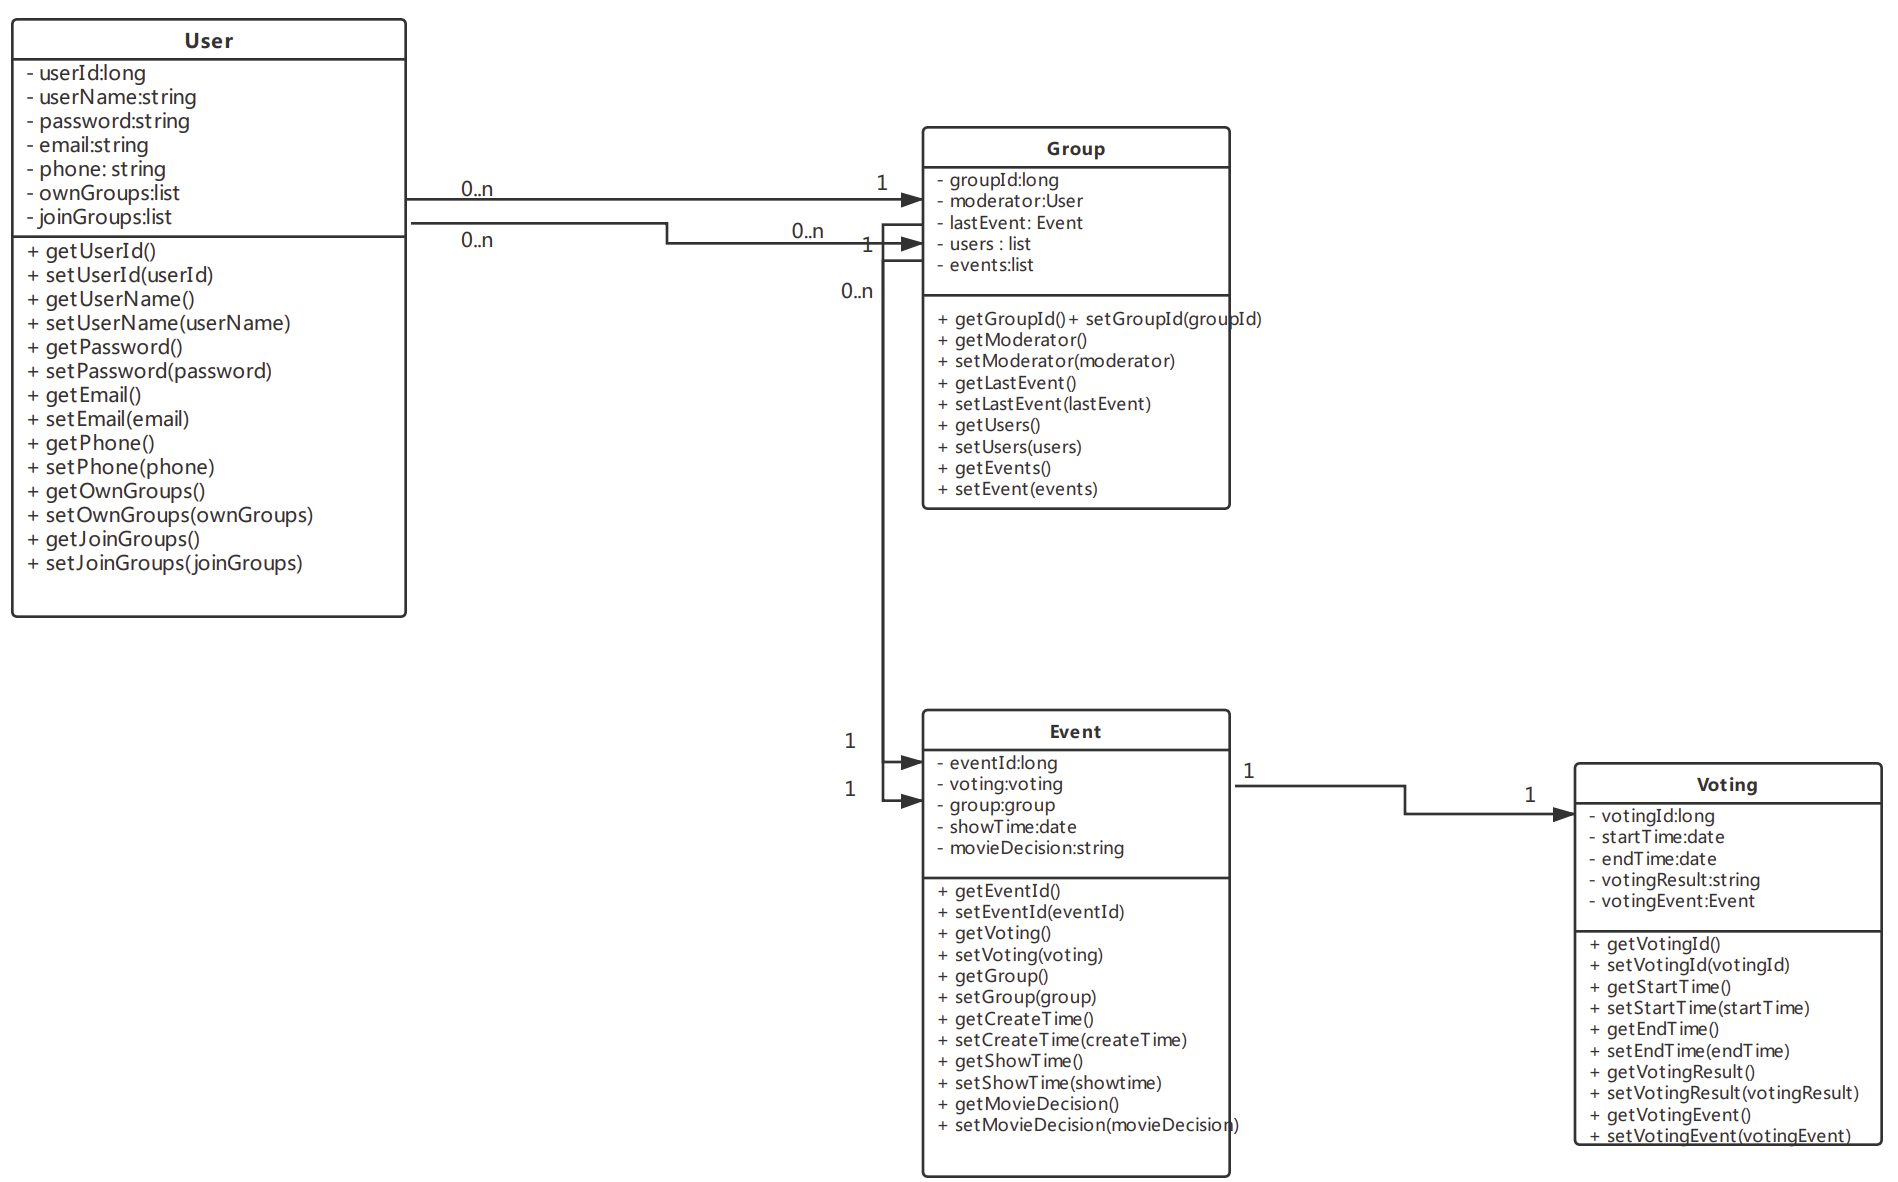 User
- userId:long
- userName:string
- password:string
- email:string
- phone: string
- ownGroups:list
- joinGroups:list
+ getUserId()
+ setUserId(userId)
+ getUserName()
+ setUserName(userName)
+ getPassword()
+ setPassword(password)
+ getEmail()
+ setEmail(email)
+ getPhone()
+ setPhone(phone)
+ getOwnGroups()
+ setOwnGroups(ownGroups)
+ getJoinGroups()
+ setJoinGroups(joinGroups)
0..n
1
0..n
0..n
1
0..n
Group
- groupId:long
- moderator:User
- lastEvent: Event
- users : list
- events:list
+ getGroupId()+ setGroupId(groupId)
+ getModerator()
+ setModerator(moderator)
+ getLastEvent()
+ setLastEvent(lastEvent)
+ getUsers()
+ setUsers(users)
+ getEvents()
+ setEvent(events)
1
1
Event
- eventId:long
- voting:voting
- group:group
- showTime:date
- movieDecision:string
+ getEventId()
+ setEventId(eventId)
+ getVoting()
+ setVoting(voting)
+ getGroup()
+ setGroup(group)
+ getCreateTime()
+ setCreateTime(createTime)
+ getShowTime()
+ setShowTime(showtime)
+ getMovieDecision()
+ setMovieDecision(movieDecision)
1
1
Voting
- votingId:long
- startTime:date
- endTime:date
- votingResult:string
- votingEvent:Event
+ getVotingId()
+ setVotingId(votingId)
+ getStartTime()
+ setStartTime(startTime)
+ getEndTime()
+ setEndTime(endTime)
+ getVotingResult()
+ setVotingResult(votingResult)
+ getVotingEvent()
+ setVotingEvent(votingEvent)